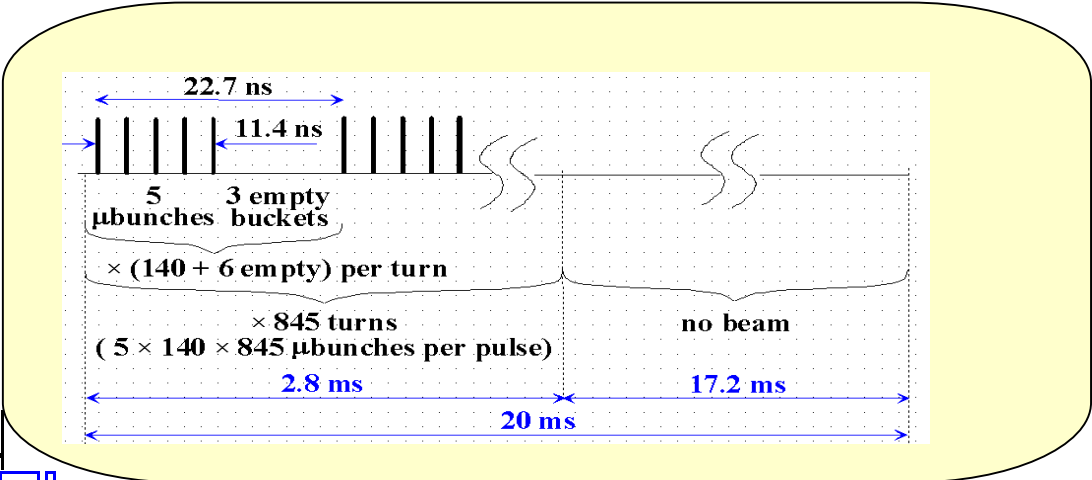 22.7 ns
11.4 ns
5
μbunches
3 empty
buckets
× (140 + 6 empty) per turn
× 845 turns
( 5 × 140 × 845 μbunches per pulse)
no beam
2.8 ms
17.2 ms
20 ms